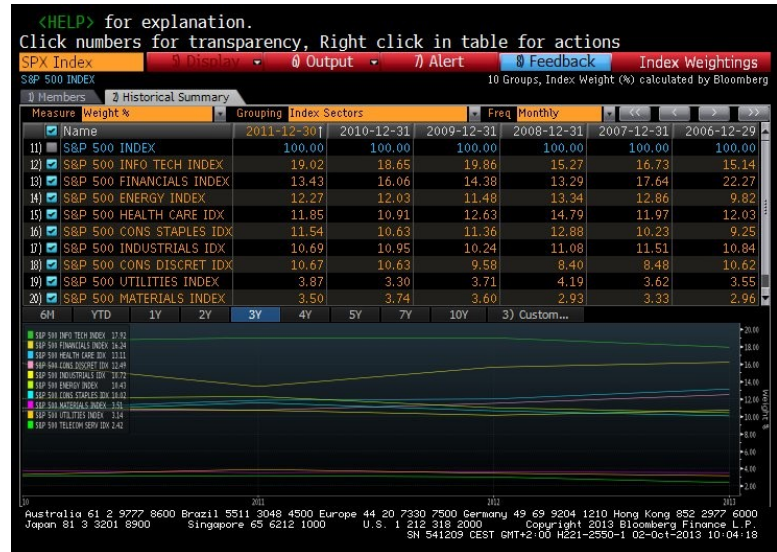 <HELP> for explanation.
Click numbers for transparency, Right click in table for actions
SPX Index 5) Display 6) Output 7) Alert 8) Feedback Index Weightings
S&P 500 INDEX 10 Groups, Index Weight (%) calculated by Bloomberg
1) Members 2) Historical Summary
Measure Weight % Grouping Index Sectors Freq Monthly << < > >>
Name 2011-12-30↑ 2010-12-31 2009-12-31 2008-12-31 2007-12-31 2006-12-29
11) S&P 500 INDEX 100.00 100.00 100.00 100.00 100.00 100.00
12) S&P 500 INFO TECH INDEX 19.02 18.65 19.86 15.27 16.73 15.14
13) S&P 500 FINANCIALS INDEX 13.43 16.06 14.38 13.29 17.64 22.27
14) S&P 500 ENERGY INDEX 12.27 12.03 11.48 13.34 12.86 9.82
15) S&P 500 HEALTH CARE IDX 11.85 10.91 12.63 14.79 11.97 12.03
16) S&P 500 CONS STAPLES IDX 11.54 10.63 11.36 12.88 10.23 9.25
17) S&P 500 INDUSTRIALS IDX 10.69 10.95 10.24 11.08 11.51 10.84
18) S&P 500 CONS DISCRET IDX 10.67 10.63 9.58 8.40 8.48 10.62
19) S&P 500 UTILITIES INDEX 3.87 3.30 3.71 4.19 3.62 3.55
20) S&P 500 MATERIALS INDEX 3.50 3.74 3.60 2.93 3.33 2.96
6M YTD 1Y 2Y 3Y 4Y 5Y 7Y 10Y 3) Custom...
S&P 500 INFO TECH INDEX 17.92
S&P 500 FINANCIALS INDEX 16.24
S&P 500 HEALTH CARE IDX 13.11
S&P 500 CONS DISCRET IDX 12.49
S&P 500 INDUSTRIALS IDX 10.72
S&P 500 ENERGY INDEX 10.43
S&P 500 CONS STAPLES IDX 10.02
S&P 500 MATERIALS INDEX 3.51
S&P 500 UTILITIES INDEX 3.14
S&P 500 TELECOM SERV IDX 2.42
20.00
18.00
16.00
14.00
12.00
10.00
8.00
6.00
4.00
2.00
Weight %
2011 2012 2013
Australia 61 2 9777 8600 Brazil 5511 3048 4500 Europe 44 20 7330 7500 Germany 49 69 9204 1210 Hong Kong 852 2977 6000
Japan 81 3 3201 8900 Singapore 65 6212 1000 U.S. 1 212 318 2000 Copyright 2013 Bloomberg Finance L.P.
SN 541209 CEST GMT+2:00 H221-2550-1 02-Oct-2013 10:04:18